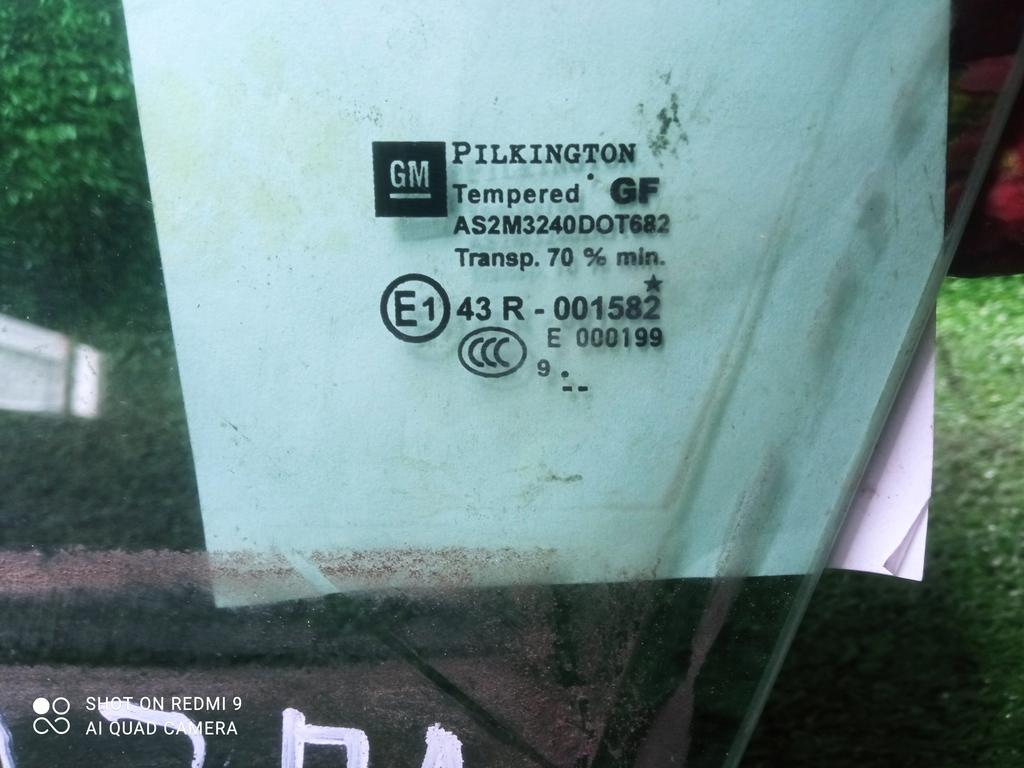 GM PILKINGTON
Tempered GF
AS2M3240DOT682
Transp. 70 % min.
E1 43 R - 001582
CCC E 000199
9
SHOT ON REDMI 9
AI QUAD CAMERA